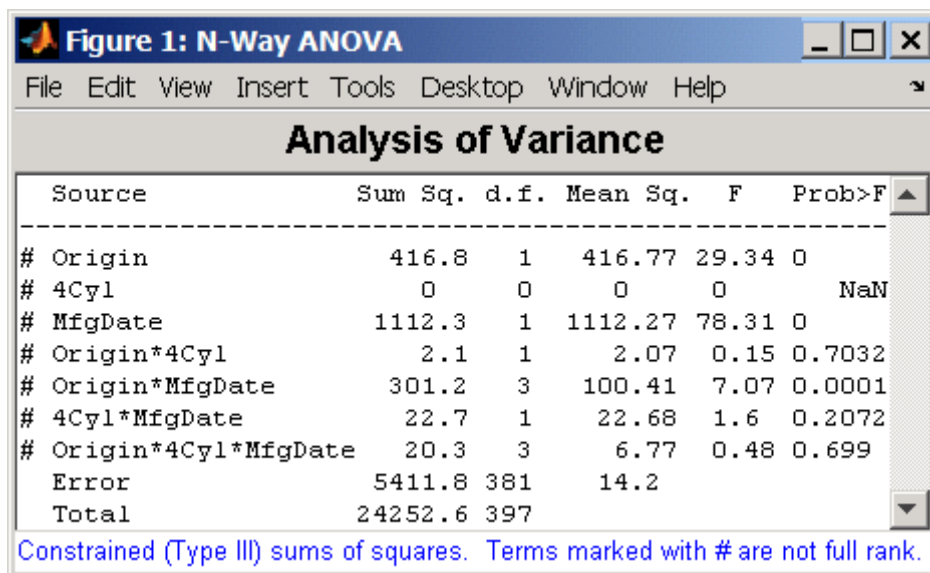 Figure 1: N-Way ANOVA
File Edit View Insert Tools Desktop Window Help
Analysis of Variance
Source Sum Sq. d.f. Mean Sq. F Prob>F
# Origin 416.8 1 416.77 29.34 0
# 4Cyl 0 0 0 0 NaN
# MfgDate 1112.3 1 1112.27 78.31 0
# Origin*4Cyl 2.1 1 2.07 0.15 0.7032
# Origin*MfgDate 301.2 3 100.41 7.07 0.0001
# 4Cyl*MfgDate 22.7 1 22.68 1.6 0.2072
# Origin*4Cyl*MfgDate 20.3 3 6.77 0.48 0.699
Error 5411.8 381 14.2
Total 24252.6 397
Constrained (Type III) sums of squares. Terms marked with # are not full rank.